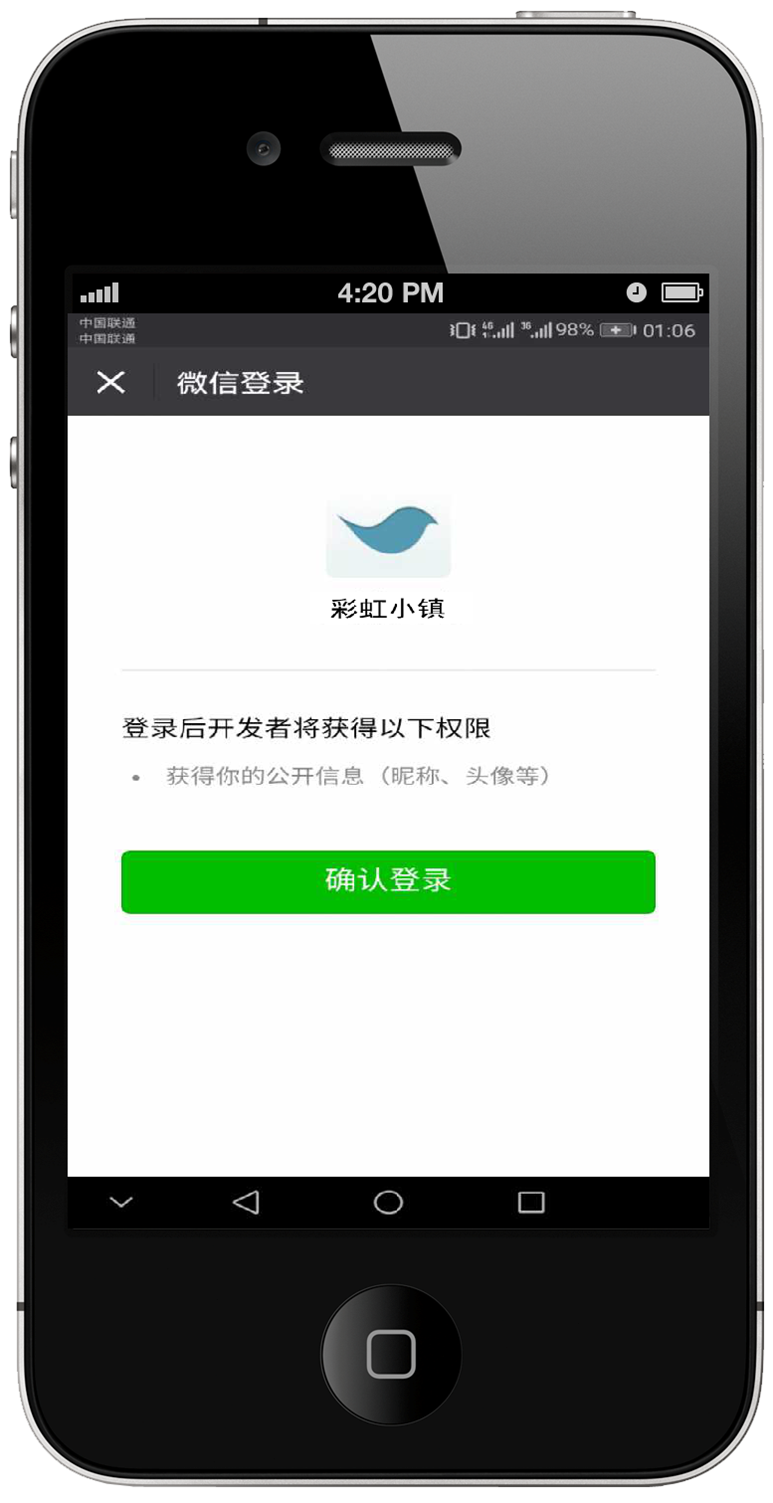 4:20 PM
中国联通
中国联通
4G 3G 98% 01:06
微信登录
彩虹小镇
登录后开发者将获得以下权限
• 获得你的公开信息（昵称、头像等）
确认登录